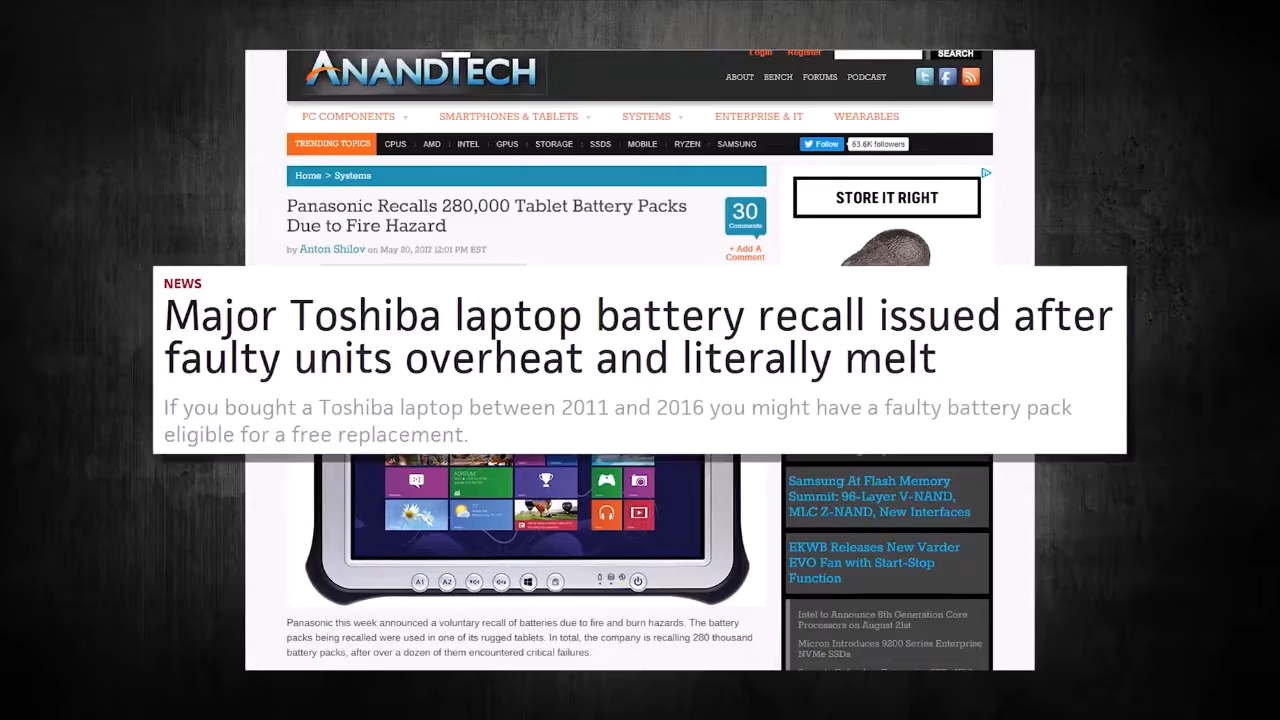 ANANDTECH
Login Register SEARCH
ABOUT BENCH FORUMS PODCAST
PC COMPONENTS SMARTPHONES & TABLETS SYSTEMS ENTERPRISE & IT WEARABLES
TRENDING TOPICS CPUS AMD INTEL GPUS STORAGE SSDS MOBILE RYZEN SAMSUNG Follow 63.6K followers
Home > Systems
Panasonic Recalls 280,000 Tablet Battery Packs
Due to Fire Hazard
by Anton Shilov on May 20, 2017 12:01 PM EST
30
Comments
+ Add A
Comment
STORE IT RIGHT
NEWS
Major Toshiba laptop battery recall issued after
faulty units overheat and literally melt
If you bought a Toshiba laptop between 2011 and 2016 you might have a faulty battery pack
eligible for a free replacement.
A1 A2
Panasonic this week announced a voluntary recall of batteries due to fire and burn hazards. The battery
packs being recalled were used in one of its rugged tablets. In total, the company is recalling 280 thousand
battery packs, after over a dozen of them encountered critical failures.
Samsung At Flash Memory
Summit: 96-Layer V-NAND,
MLC Z-NAND, New Interfaces
EKWB Releases New Varder
EVO Fan with Start-Stop
Function
Intel to Announce 8th Generation Core
Processors on August 21st
Micron Introduces 9200 Series Enterprise
NVMe SSDs